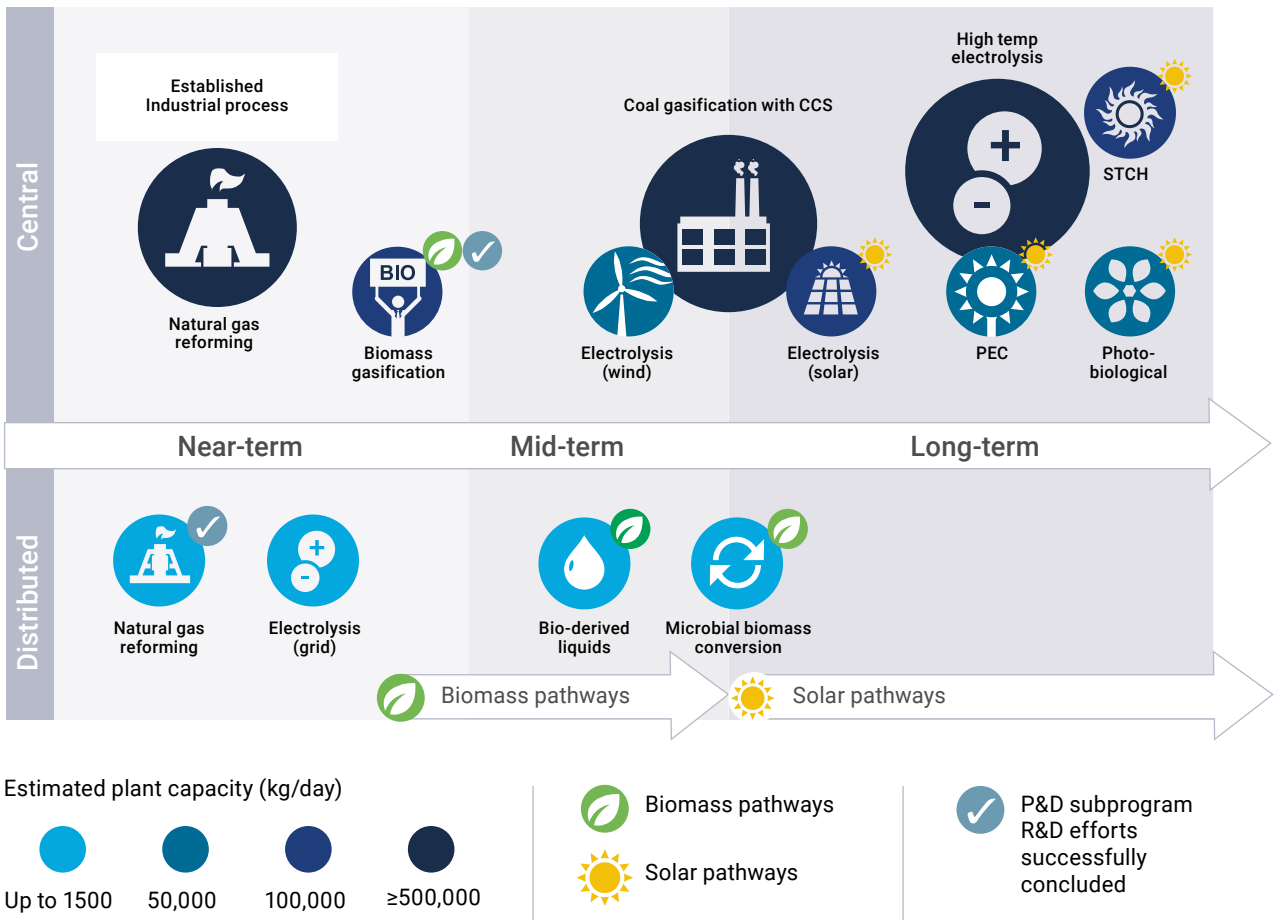 Central
Established
Industrial process
Natural gas
reforming
BIO
Biomass
gasification
Coal gasification with CCS
Electrolysis
(wind)
Electrolysis
(solar)
High temp
electrolysis
+
-
STCH
PEC
Photo-
biological
Near-term
Mid-term
Long-term
Distributed
Natural gas
reforming
+
-
Electrolysis
(grid)
Bio-derived
liquids
Microbial biomass
conversion
Biomass pathways
Solar pathways
Estimated plant capacity (kg/day)
Up to 1500
50,000
100,000
≥500,000
Biomass pathways
Solar pathways
P&D subprogram
R&D efforts
successfully
concluded